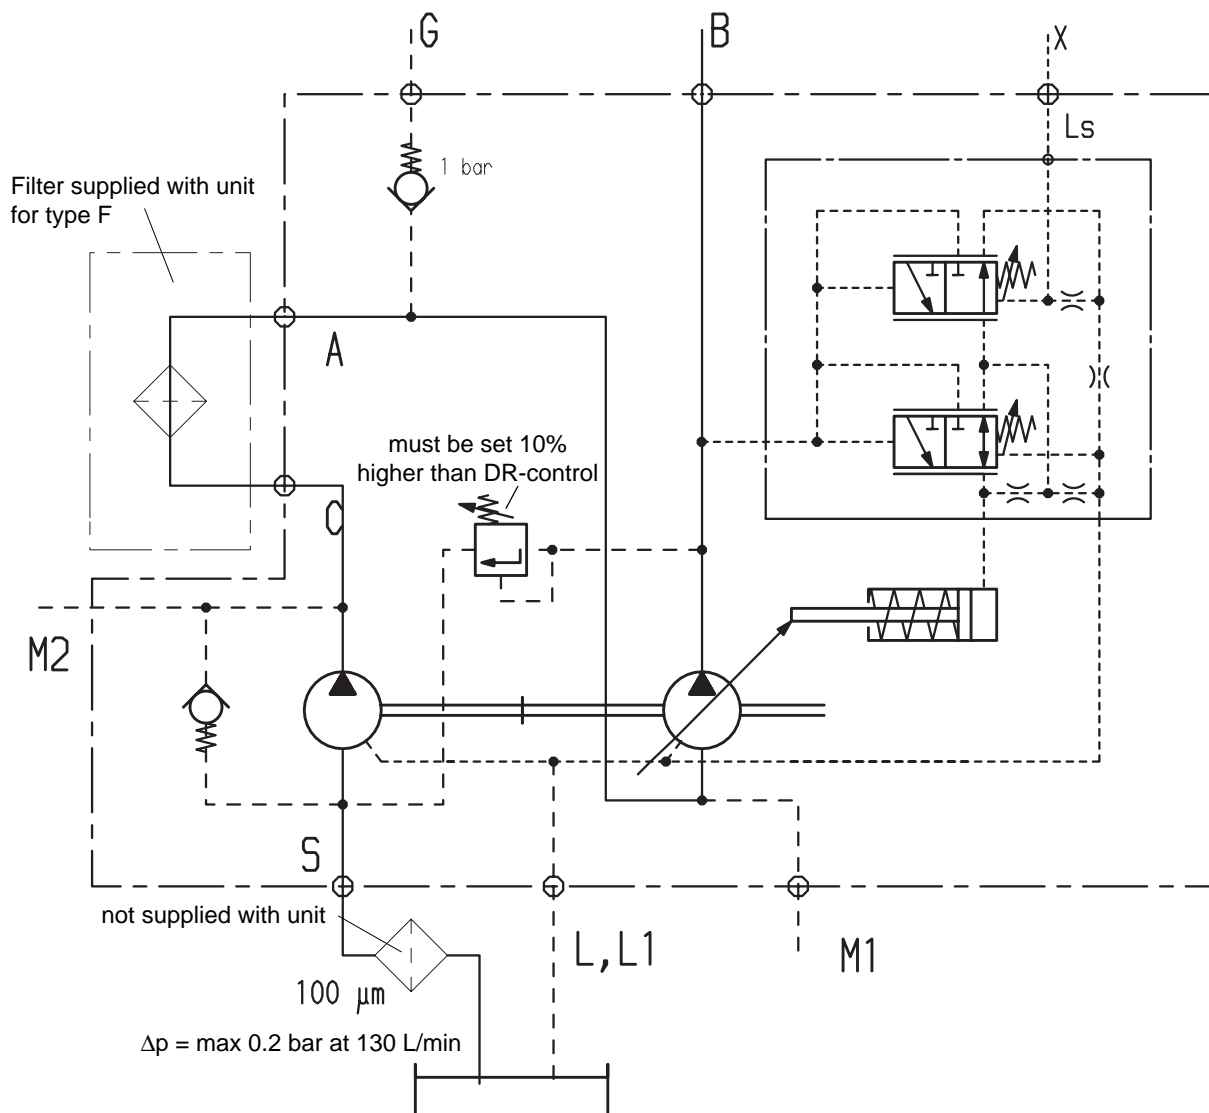 G
B
X
Ls
1 bar
Filter supplied with unit
for type F
A
must be set 10%
higher than DR-control
C
M2
S
not supplied with unit
L,L1
M1
100 µm
Δp = max 0.2 bar at 130 L/min